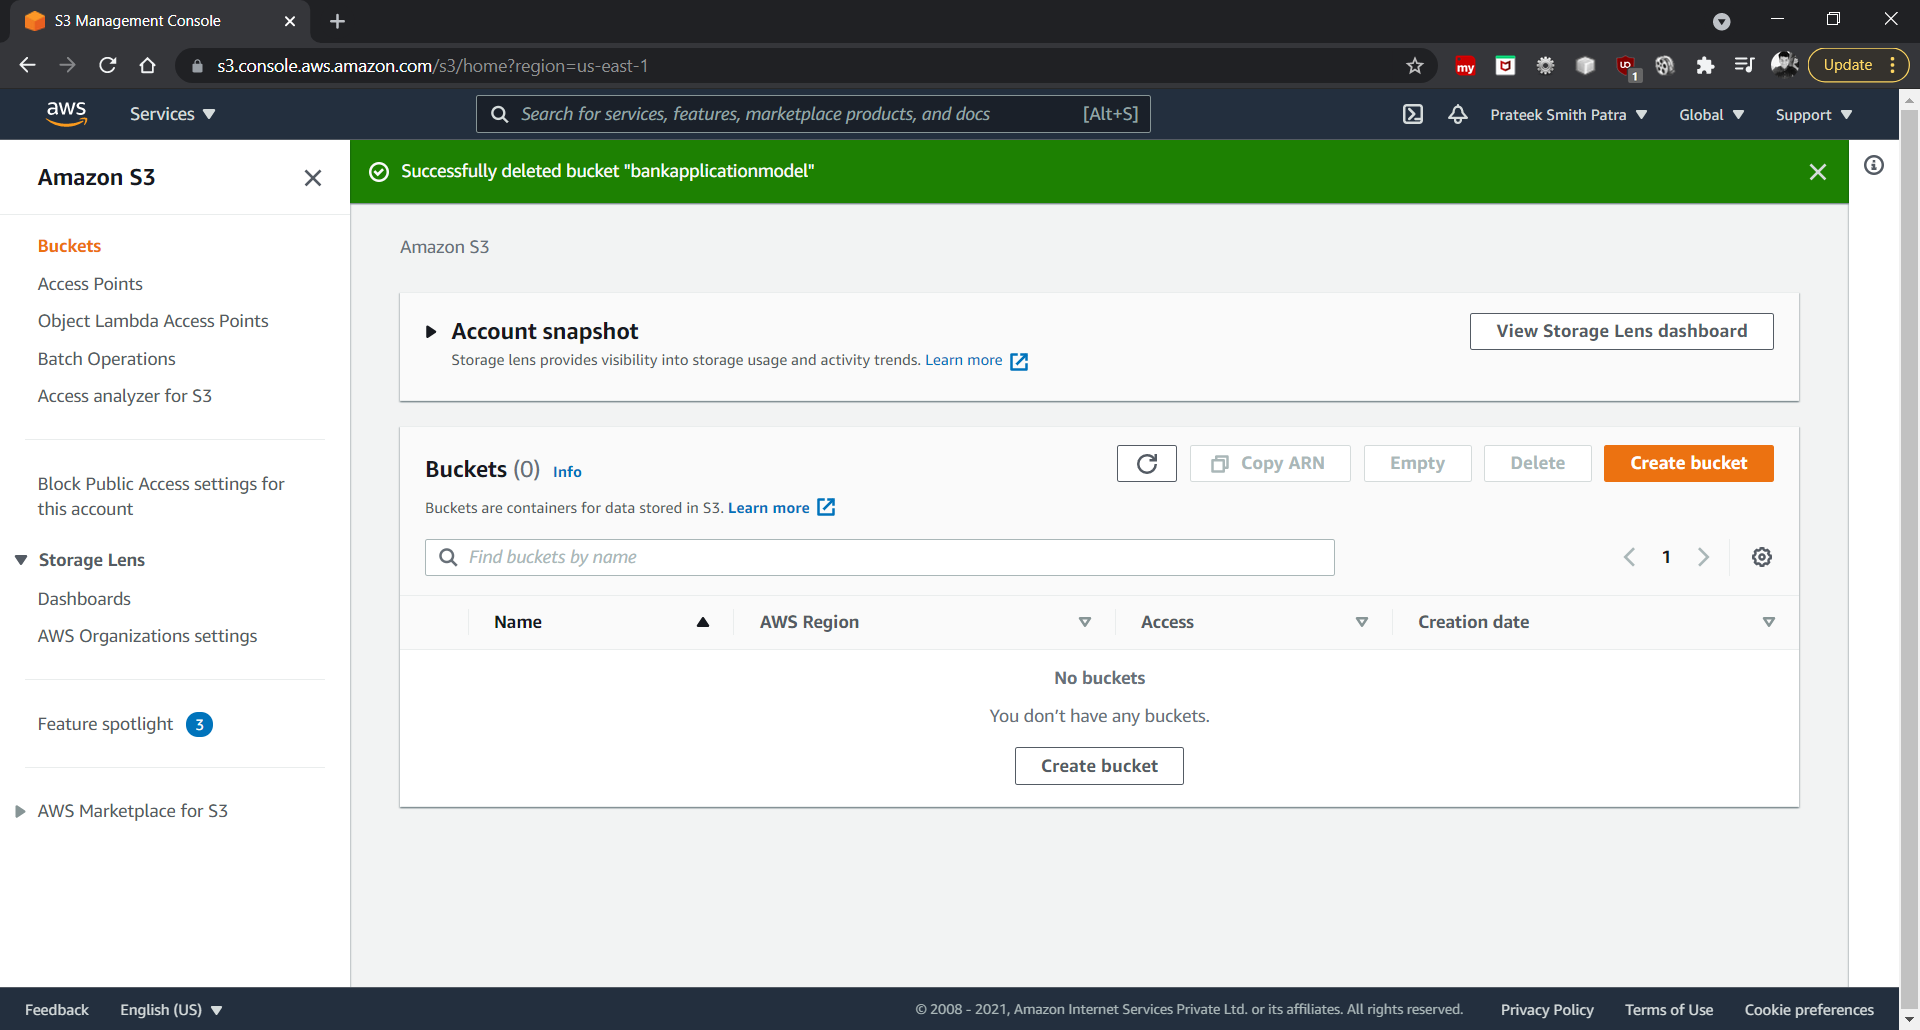 S3 Management Console
s3.console.aws.amazon.com/s3/home?region=us-east-1
my
UO
1
Update
aws
Services
Search for services, features, marketplace products, and docs
[Alt+S]
Prateek Smith Patra
Global
Support
Amazon S3
Successfully deleted bucket "bankapplicationmodel"
Buckets
Access Points
Object Lambda Access Points
Batch Operations
Access analyzer for S3
Block Public Access settings for
this account
Storage Lens
Dashboards
AWS Organizations settings
Feature spotlight 3
AWS Marketplace for S3
Amazon S3
Account snapshot
View Storage Lens dashboard
Storage lens provides visibility into storage usage and activity trends. Learn more
Buckets (0) Info
Copy ARN
Empty
Delete
Create bucket
Buckets are containers for data stored in S3. Learn more
Find buckets by name
1
Name
AWS Region
Access
Creation date
No buckets
You don't have any buckets.
Create bucket
Feedback
English (US)
© 2008 - 2021, Amazon Internet Services Private Ltd. or its affiliates. All rights reserved.
Privacy Policy
Terms of Use
Cookie preferences